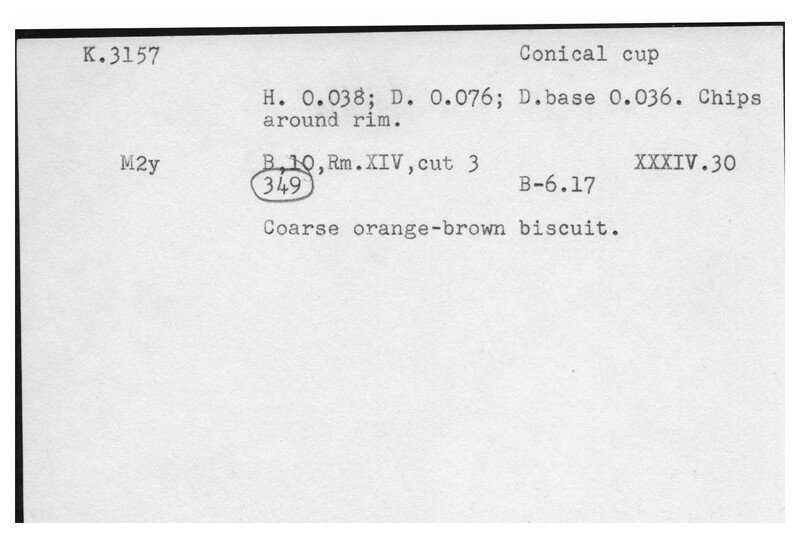 K.3157 Conical cup
H. 0.038; D. 0.076; D.base 0.036. Chips
around rim.
M2y B,10,Rm.XIV,cut 3 XXXIV.30
349 B-6.17
Coarse orange-brown biscuit.